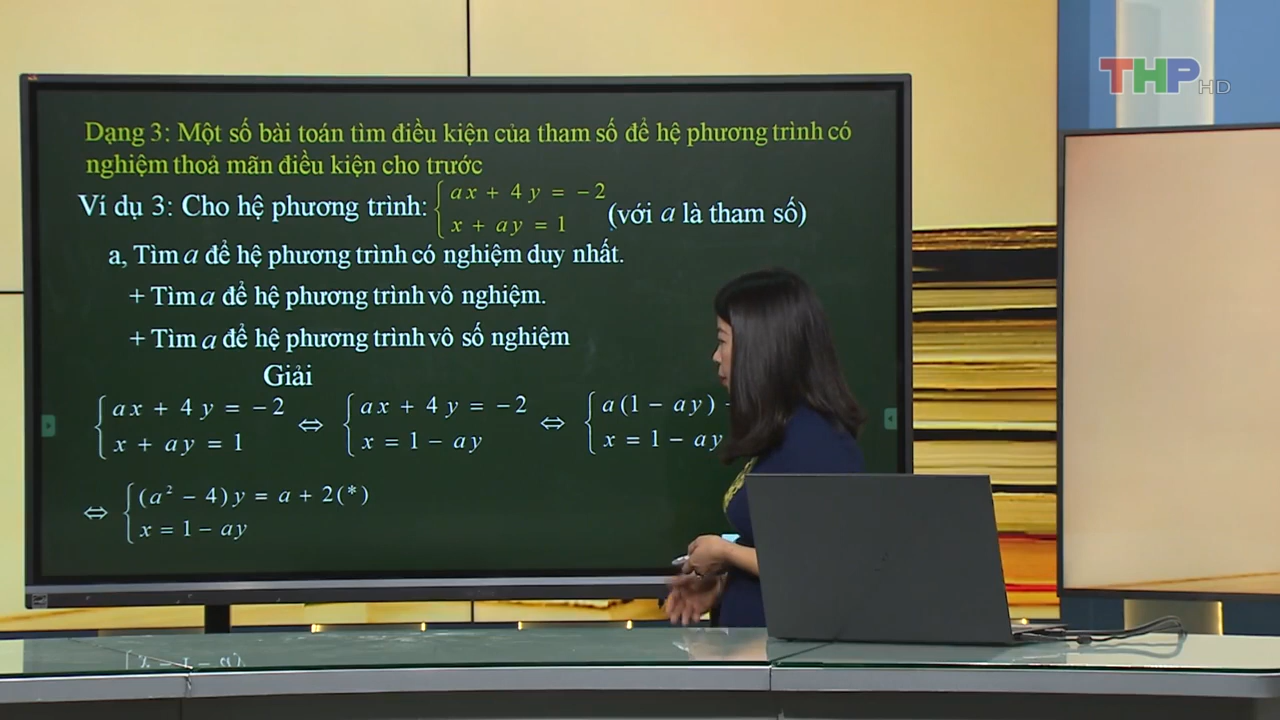 THP HD
Dạng 3: Một số bài toán tìm điều kiện của tham số để hệ phương trình có
nghiệm thoả mãn điều kiện cho trước
Ví dụ 3: Cho hệ phương trình: { ax + 4y = -2 (với a là tham số)
x + ay = 1
a, Tìm a để hệ phương trình có nghiệm duy nhất.
+ Tìm a để hệ phương trình vô nghiệm.
+ Tìm a để hệ phương trình vô số nghiệm
Giải
{ ax + 4y = -2 ⇔ { ax + 4y = -2 ⇔ { a(1 - ay)
x + ay = 1 x = 1 - ay x = 1 - ay
⇔ { (a² - 4)y = a + 2(*)
x = 1 - ay